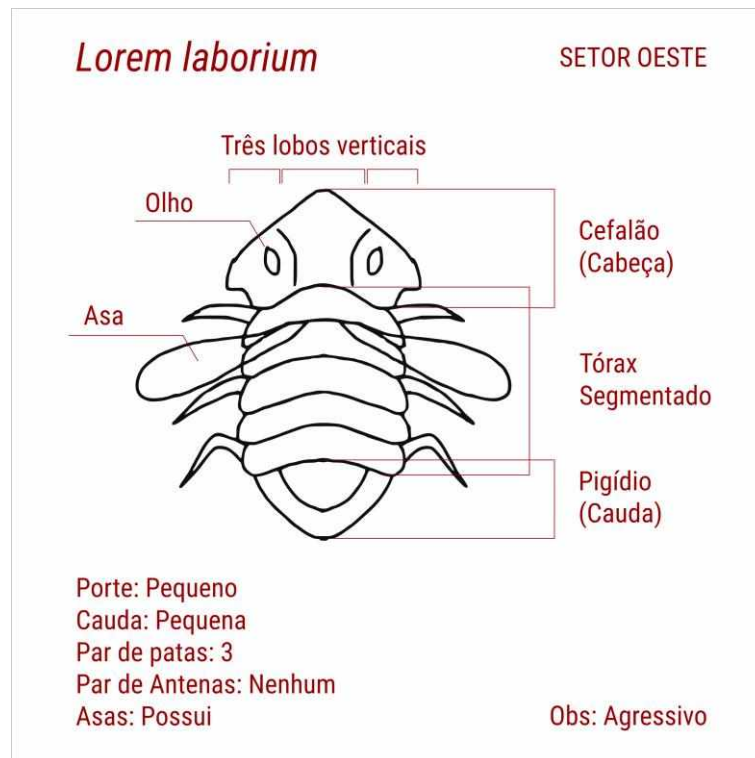 Lorem laborium
SETOR OESTE
Três lobos verticais
Olho
Cefalão
(Cabeça)
Asa
Tórax
Segmentado
Pigídio
(Cauda)
Porte: Pequeno
Cauda: Pequena
Par de patas: 3
Par de Antenas: Nenhum
Asas: Possui
Obs: Agressivo